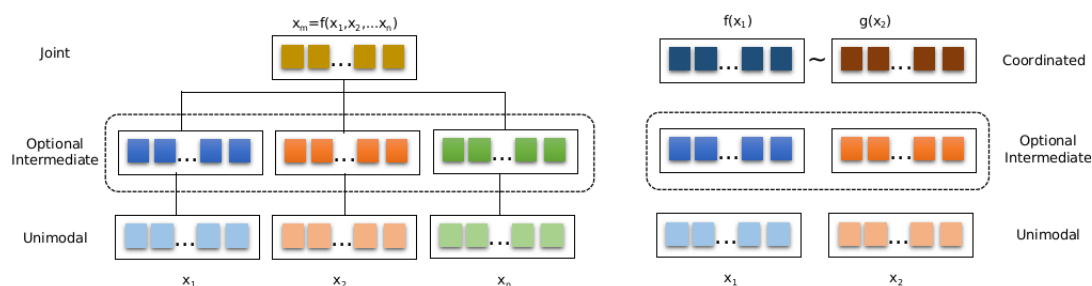 x_m=f(x_1,x_2,...x_n)
Joint
...
Optional
Intermediate
... ... ...
Unimodal
... ... ...
x_1 x_2 x_n
f(x_1) g(x_2)
... ~ ...
Coordinated
... ...
Optional
Intermediate
... ...
Unimodal
x_1 x_2